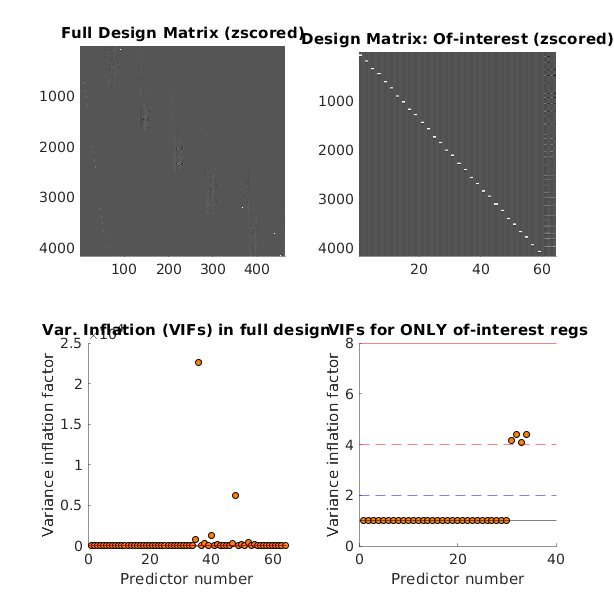 Full Design Matrix (zscored)
1000
2000
3000
4000
100 200 300 400
Design Matrix: Of-interest (zscored)
1000
2000
3000
4000
20 40 60
Var. Inflation (VIFs) in full design
2.5
2
1.5
1
0.5
0
0 20 40 60
Variance inflation factor
Predictor number
VIFs for ONLY of-interest regs
8
6
4
2
0
0 20 40
Variance inflation factor
Predictor number